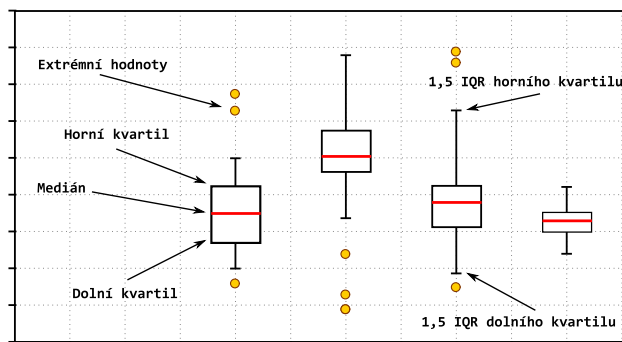 Extrémní hodnoty
1,5 IQR horního kvartilu
Horní kvartil
Medián
Dolní kvartil
1,5 IQR dolního kvartilu